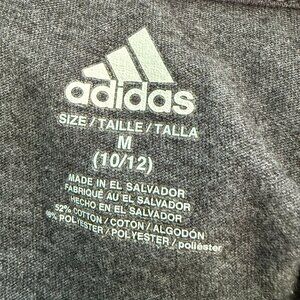 adidas
SIZE / TAILLE / TALLA
M
(10/12)
MADE IN EL SALVADOR
FABRIQUÉ AU EL SALVADOR
HECHO EN EL SALVADOR
52% COTTON / COTON / ALGODÓN
48% POLYESTER / POLYESTER / poliéster